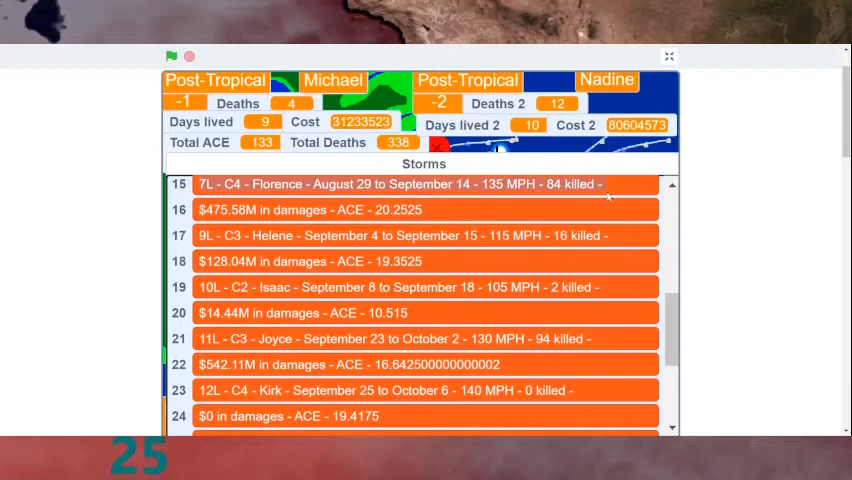 Post-Tropical Michael Post-Tropical Nadine
-1 Deaths 4 -2 Deaths 2 12
Days lived 9 Cost 31233523 Days lived 2 10 Cost 2 80604573
Total ACE 133 Total Deaths 338
Storms
15 7L - C4 - Florence - August 29 to September 14 - 135 MPH - 84 killed -
16 $475.58M in damages - ACE - 20.2525
17 9L - C3 - Helene - September 4 to September 15 - 115 MPH - 16 killed -
18 $128.04M in damages - ACE - 19.3525
19 10L - C2 - Isaac - September 8 to September 18 - 105 MPH - 2 killed -
20 $14.44M in damages - ACE - 10.515
21 11L - C3 - Joyce - September 23 to October 2 - 130 MPH - 94 killed -
22 $542.11M in damages - ACE - 16.642500000000002
23 12L - C4 - Kirk - September 25 to October 6 - 140 MPH - 0 killed -
24 $0 in damages - ACE - 19.4175
25